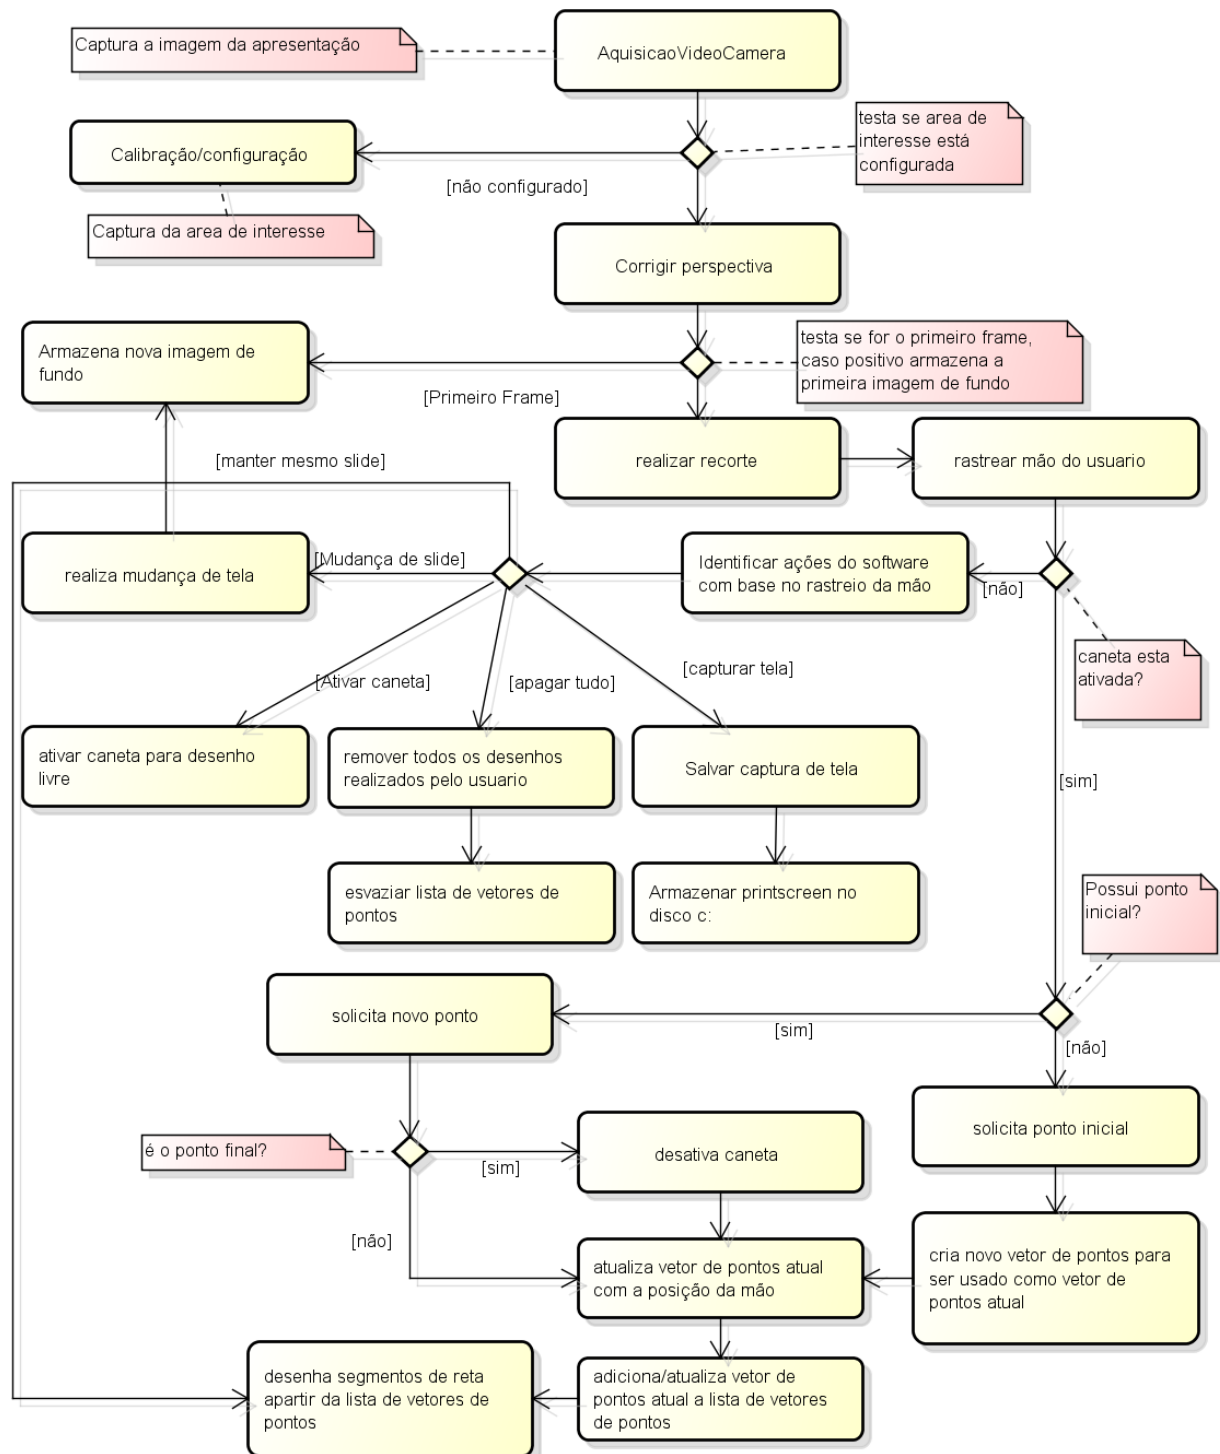 Captura a imagem da apresentação
AquisicaoVideoCamera
testa se area de
interesse está
configurada
Calibração/configuração
[não configurado]
Captura da area de interesse
Corrigir perspectiva
testa se for o primeiro frame,
caso positivo armazena a
primeira imagem de fundo
Armazena nova imagem de
fundo
[Primeiro Frame]
realizar recorte
rastrear mão do usuario
[manter mesmo slide]
realiza mudança de tela
[Mudança de slide]
Identificar ações do software
com base no rastreio da mão
[não]
caneta esta
ativada?
[Ativar caneta]
[apagar tudo]
[capturar tela]
ativar caneta para desenho
livre
remover todos os desenhos
realizados pelo usuario
Salvar captura de tela
[sim]
esvaziar lista de vetores de
pontos
Armazenar printscreen no
disco c:
Possui ponto
inicial?
solicita novo ponto
[sim]
[não]
solicita ponto inicial
é o ponto final?
[sim]
desativa caneta
[não]
atualiza vetor de pontos atual
com a posição da mão
cria novo vetor de pontos para
ser usado como vetor de
pontos atual
desenha segmentos de reta
apartir da lista de vetores de
pontos
adiciona/atualiza vetor de
pontos atual a lista de vetores
de pontos